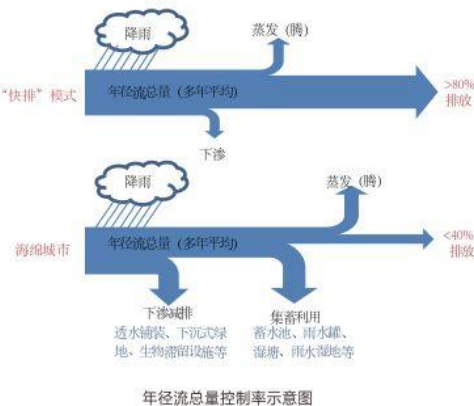 降雨
蒸发（腾）
“快排”模式
年径流总量（多年平均）
>80%
排放
下渗
降雨
蒸发（腾）
海绵城市
年径流总量（多年平均）
<40%
排放
下渗减排
透水铺装、下沉式绿
地、生物滞留设施等
集蓄利用
蓄水池、雨水罐、
湿塘、雨水湿地等
年径流总量控制率示意图